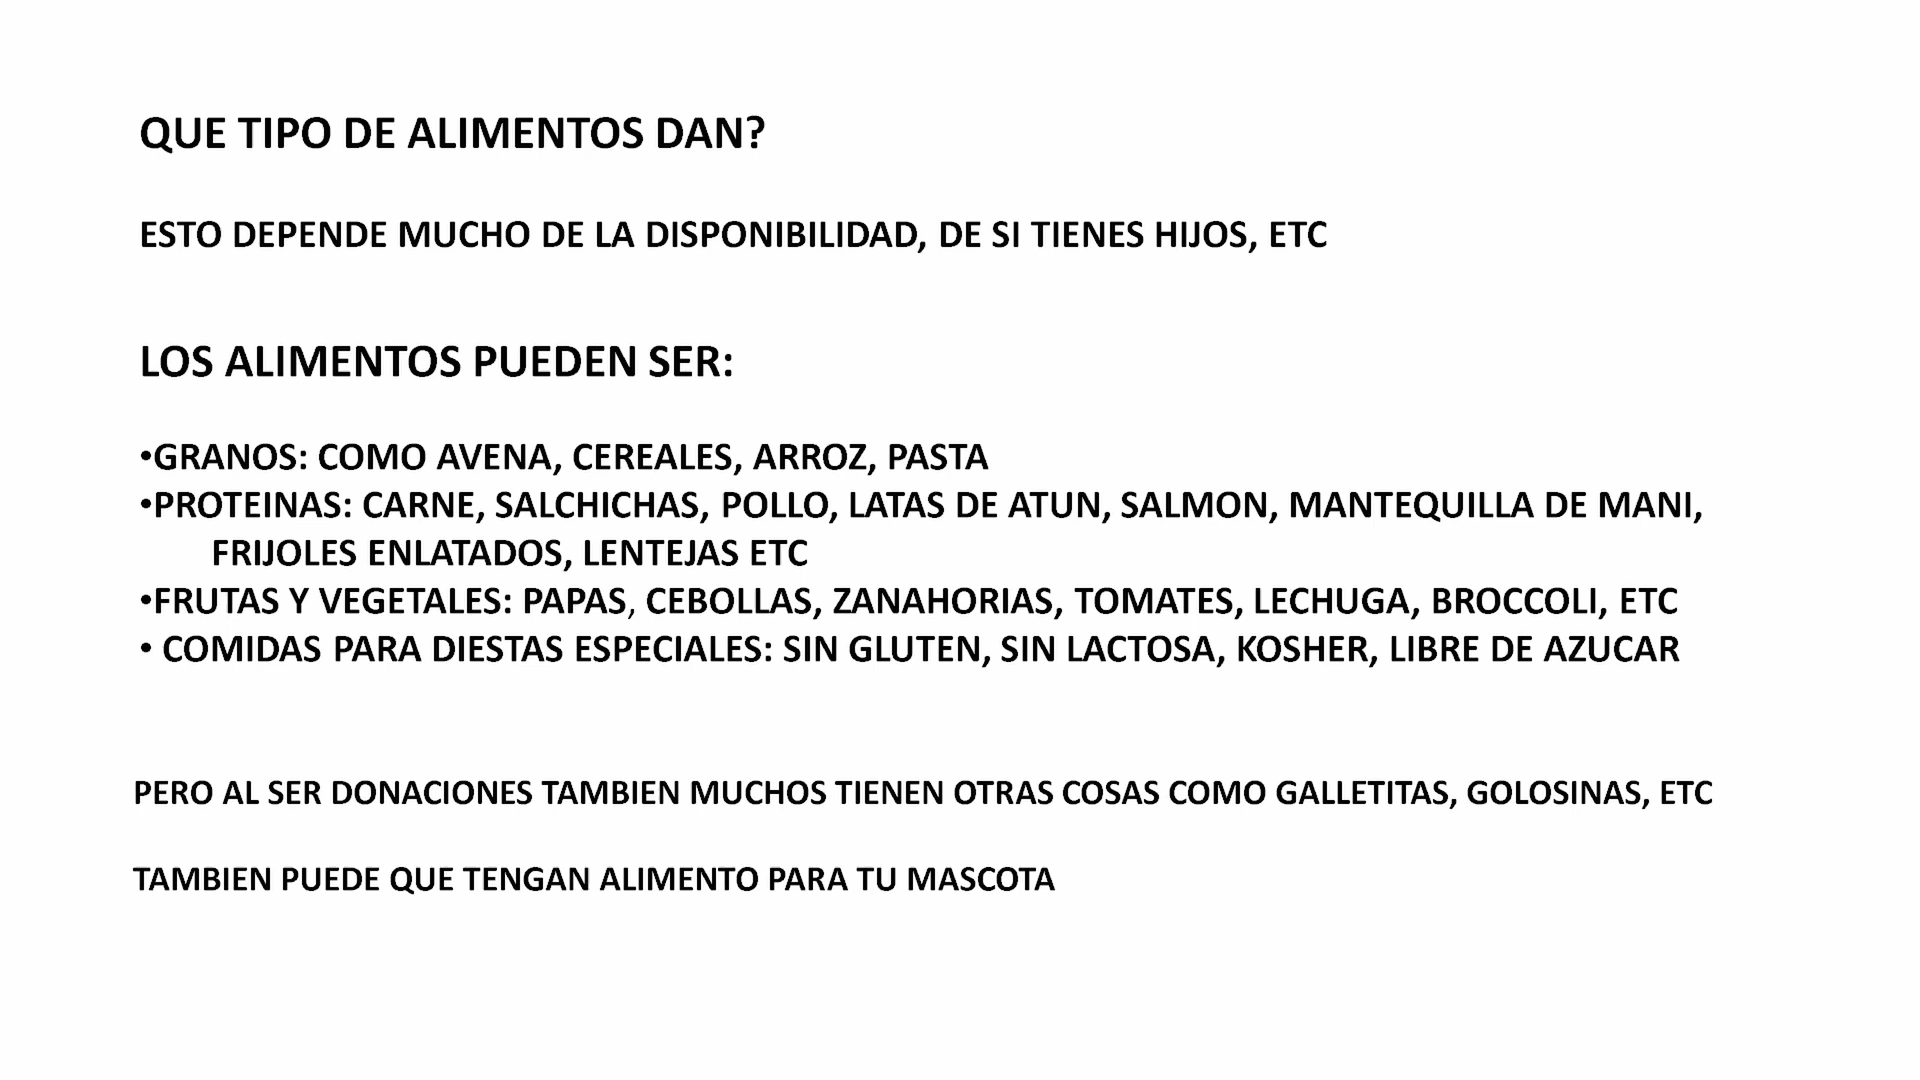 QUE TIPO DE ALIMENTOS DAN?
ESTO DEPENDE MUCHO DE LA DISPONIBILIDAD, DE SI TIENES HIJOS, ETC
LOS ALIMENTOS PUEDEN SER:
•GRANOS: COMO AVENA, CEREALES, ARROZ, PASTA
•PROTEINAS: CARNE, SALCHICHAS, POLLO, LATAS DE ATUN, SALMON, MANTEQUILLA DE MANI,
FRIJOLES ENLATADOS, LENTEJAS ETC
•FRUTAS Y VEGETALES: PAPAS, CEBOLLAS, ZANAHORIAS, TOMATES, LECHUGA, BROCCOLI, ETC
• COMIDAS PARA DIESTAS ESPECIALES: SIN GLUTEN, SIN LACTOSA, KOSHER, LIBRE DE AZUCAR
PERO AL SER DONACIONES TAMBIEN MUCHOS TIENEN OTRAS COSAS COMO GALLETITAS, GOLOSINAS, ETC
TAMBIEN PUEDE QUE TENGAN ALIMENTO PARA TU MASCOTA